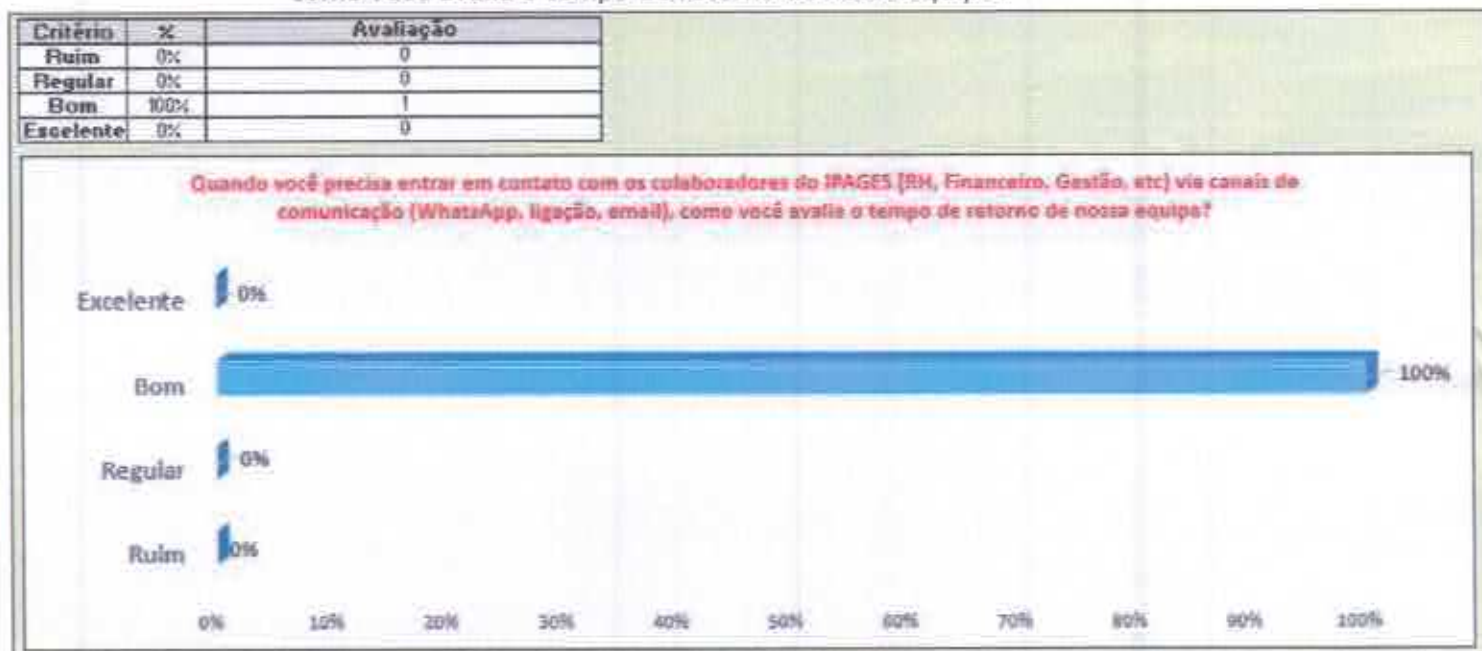 Critério % Avaliação
Ruim 0% 0
Regular 0% 0
Bom 100% 1
Excelente 0% 0
Quando você precisa entrar em contato com os colaboradores do IPAGES (RH, Financeiro, Gestão, etc) via canais de
comunicação (WhatsApp, ligação, email), como você avalia o tempo de retorno de nossa equipe?
Excelente 0%
Bom 100%
Regular 0%
Ruim 0%
0% 10% 20% 30% 40% 50% 60% 70% 80% 90% 100%